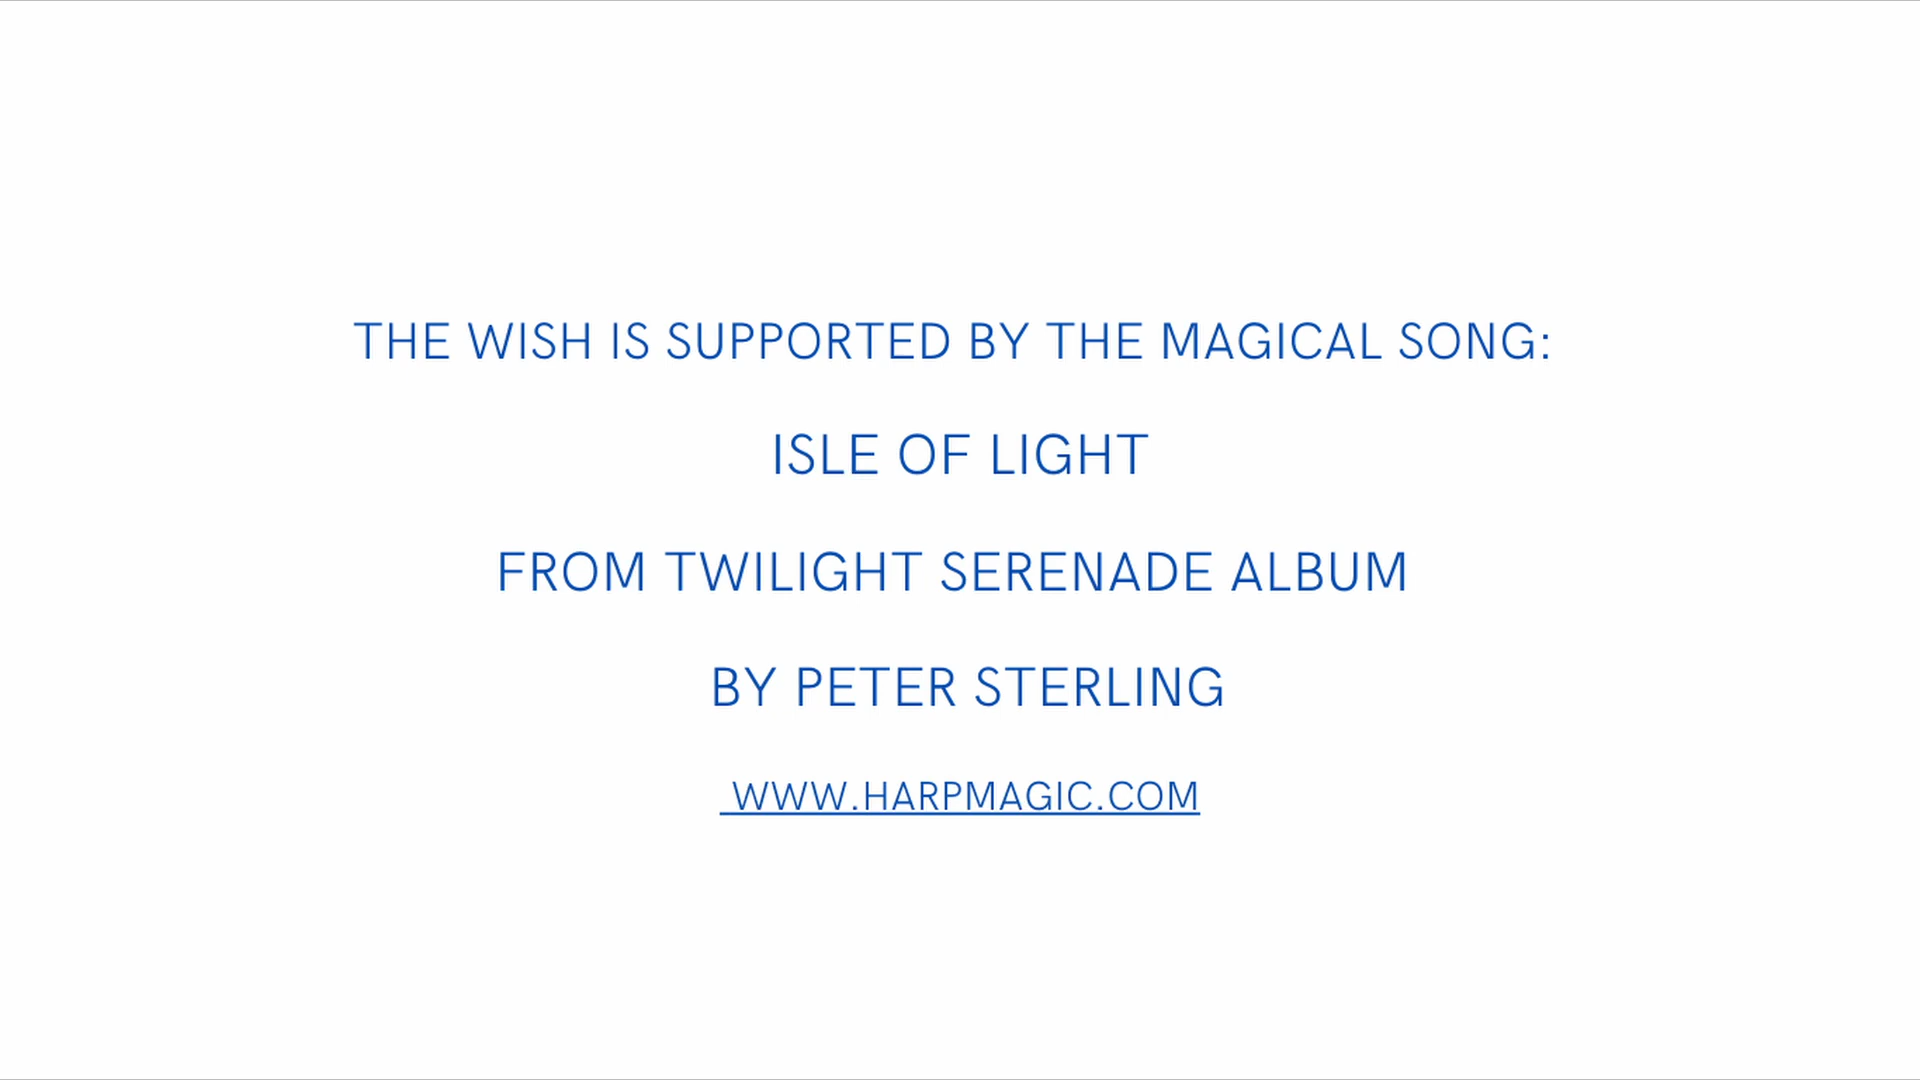 THE WISH IS SUPPORTED BY THE MAGICAL SONG:
ISLE OF LIGHT
FROM TWILIGHT SERENADE ALBUM
BY PETER STERLING
WWW.HARPMAGIC.COM